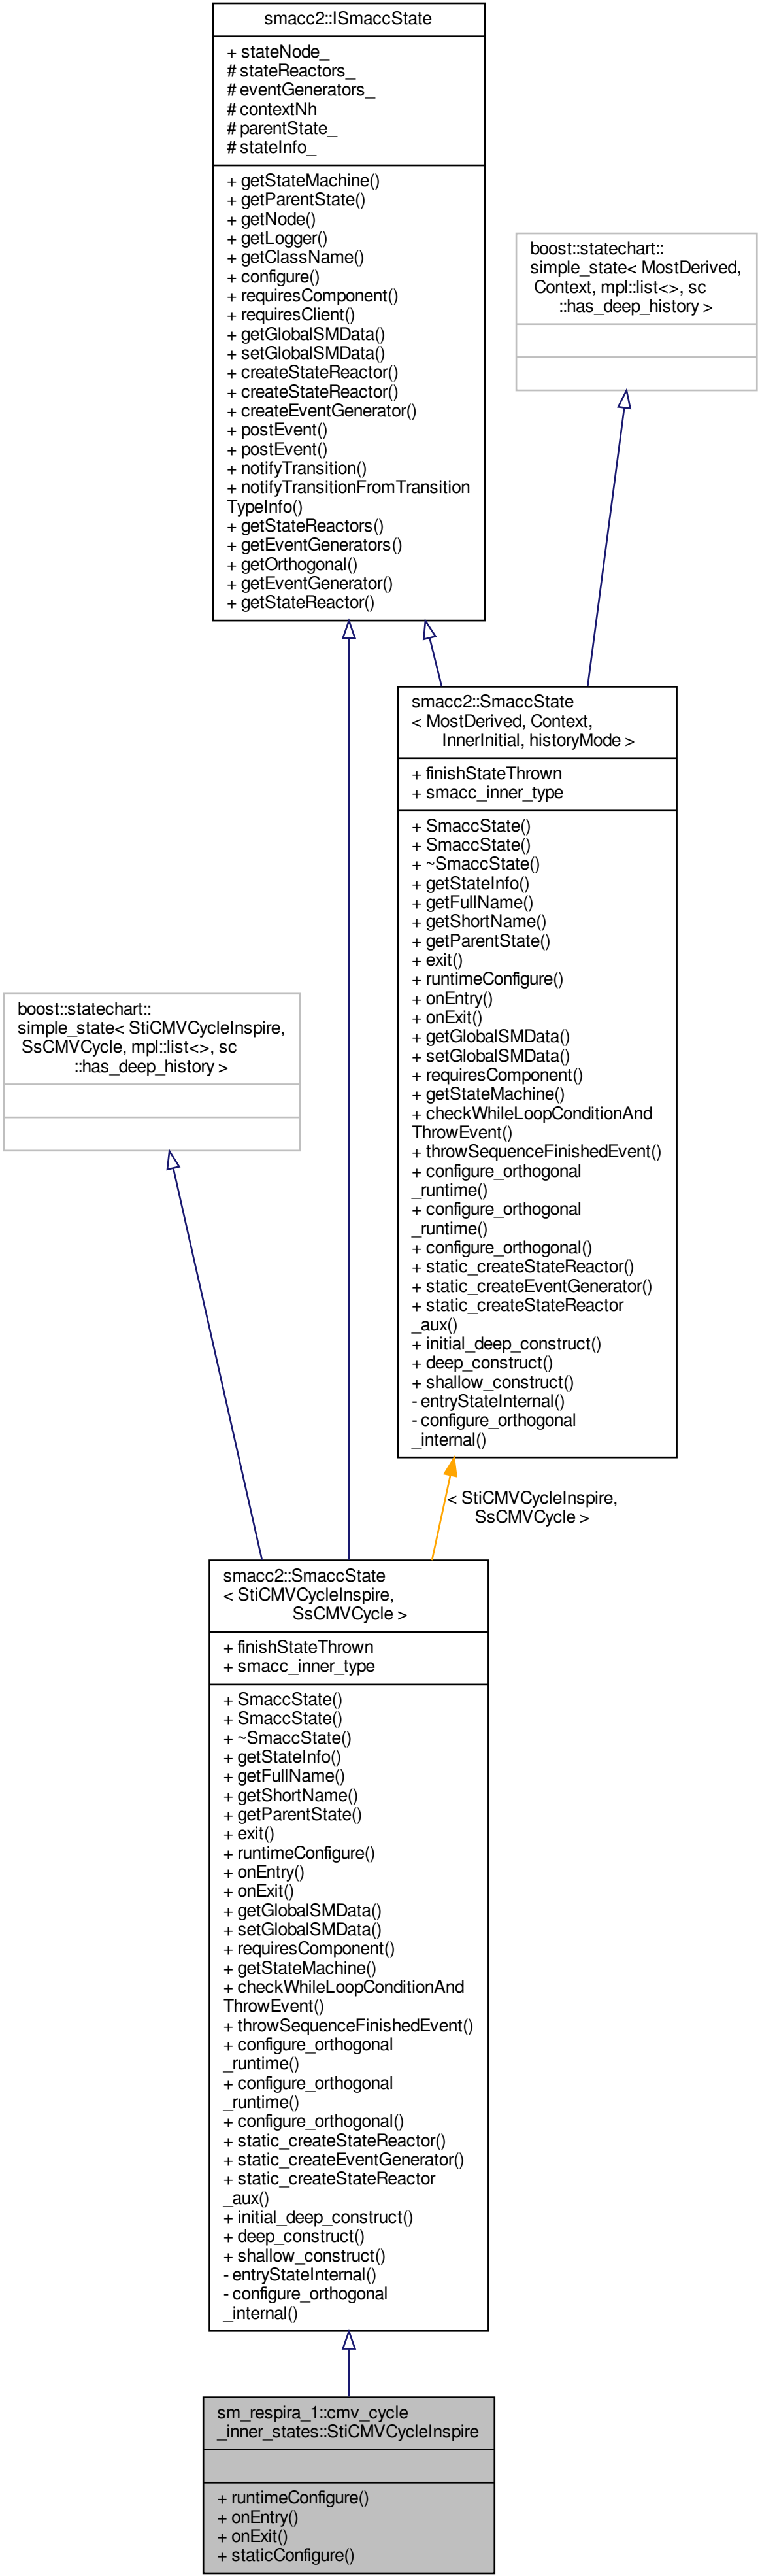 smacc2::ISmaccState
+ stateNode_
# stateReactors_
# eventGenerators_
# contextNh
# parentState_
# stateInfo_
+ getStateMachine()
+ getParentState()
+ getNode()
+ getLogger()
+ getClassName()
+ configure()
+ requiresComponent()
+ requiresClient()
+ getGlobalSMData()
+ setGlobalSMData()
+ createStateReactor()
+ createStateReactor()
+ createEventGenerator()
+ postEvent()
+ postEvent()
+ notifyTransition()
+ notifyTransitionFromTransition
TypeInfo()
+ getStateReactors()
+ getEventGenerators()
+ getOrthogonal()
+ getEventGenerator()
+ getStateReactor()
boost::statechart::
simple_state< MostDerived,
Context, mpl::list<>, sc
::has_deep_history >
smacc2::SmaccState
< MostDerived, Context,
InnerInitial, historyMode >
+ finishStateThrown
+ smacc_inner_type
+ SmaccState()
+ SmaccState()
+ ~SmaccState()
+ getStateInfo()
+ getFullName()
+ getShortName()
+ getParentState()
+ exit()
+ runtimeConfigure()
+ onEntry()
+ onExit()
+ getGlobalSMData()
+ setGlobalSMData()
+ requiresComponent()
+ getStateMachine()
+ checkWhileLoopConditionAnd
ThrowEvent()
+ throwSequenceFinishedEvent()
+ configure_orthogonal
_runtime()
+ configure_orthogonal
_runtime()
+ configure_orthogonal()
+ static_createStateReactor()
+ static_createEventGenerator()
+ static_createStateReactor
_aux()
+ initial_deep_construct()
+ deep_construct()
+ shallow_construct()
- entryStateInternal()
- configure_orthogonal
_internal()
boost::statechart::
simple_state< StiCMVCycleInspire,
SsCMVCycle, mpl::list<>, sc
::has_deep_history >
< StiCMVCycleInspire,
SsCMVCycle >
smacc2::SmaccState
< StiCMVCycleInspire,
SsCMVCycle >
+ finishStateThrown
+ smacc_inner_type
+ SmaccState()
+ SmaccState()
+ ~SmaccState()
+ getStateInfo()
+ getFullName()
+ getShortName()
+ getParentState()
+ exit()
+ runtimeConfigure()
+ onEntry()
+ onExit()
+ getGlobalSMData()
+ setGlobalSMData()
+ requiresComponent()
+ getStateMachine()
+ checkWhileLoopConditionAnd
ThrowEvent()
+ throwSequenceFinishedEvent()
+ configure_orthogonal
_runtime()
+ configure_orthogonal
_runtime()
+ configure_orthogonal()
+ static_createStateReactor()
+ static_createEventGenerator()
+ static_createStateReactor
_aux()
+ initial_deep_construct()
+ deep_construct()
+ shallow_construct()
- entryStateInternal()
- configure_orthogonal
_internal()
sm_respira_1::cmv_cycle
_inner_states::StiCMVCycleInspire
+ runtimeConfigure()
+ onEntry()
+ onExit()
+ staticConfigure()